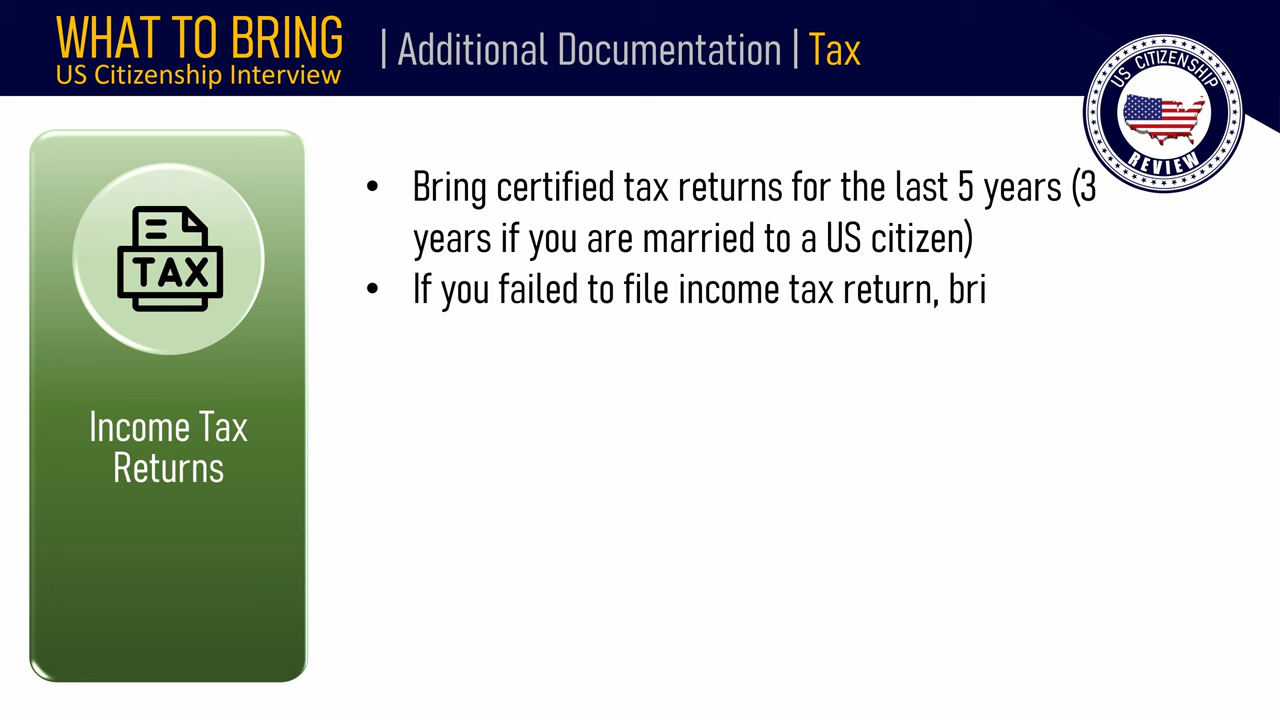 WHAT TO BRING
US Citizenship Interview
| Additional Documentation | Tax
US CITIZENSHIP
REVIEW
TAX
Income Tax
Returns
• Bring certified tax returns for the last 5 years (3
years if you are married to a US citizen)
• If you failed to file income tax return, bri